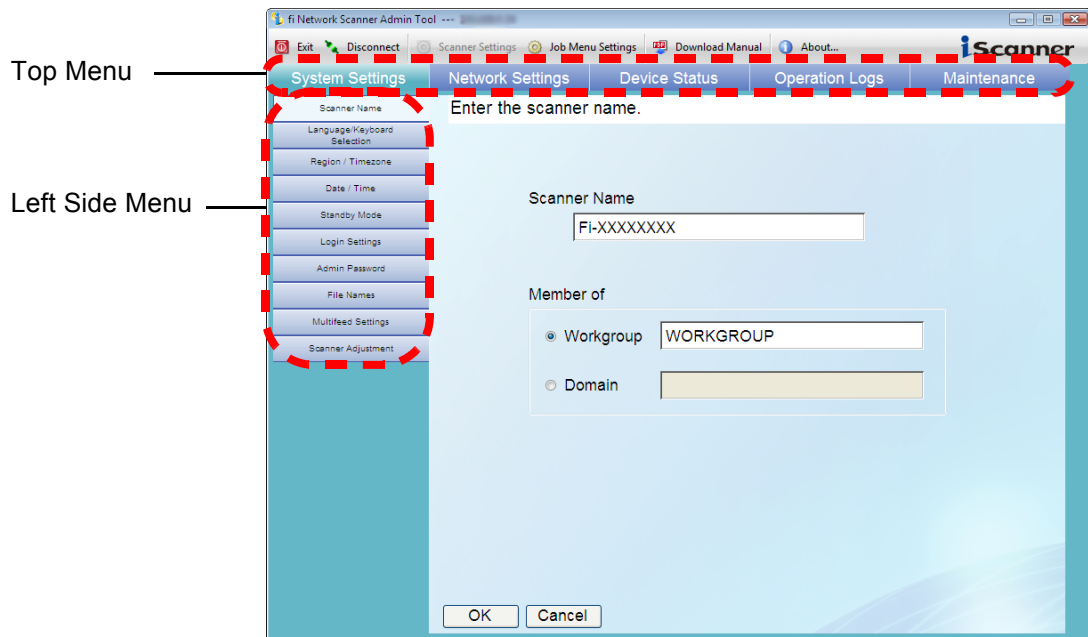 fi Network Scanner Admin Tool ---
Exit Disconnect Scanner Settings Job Menu Settings Download Manual About... iScanner
Top Menu
System Settings Network Settings Device Status Operation Logs Maintenance
Scanner Name
Enter the scanner name.
Language/Keyboard
Selection
Region / Timezone
Date / Time
Left Side Menu
Standby Mode
Login Settings
Admin Password
File Names
Multifeed Settings
Scanner Adjustment
Scanner Name
Fi-XXXXXXXX
Member of
Workgroup WORKGROUP
Domain
OK Cancel